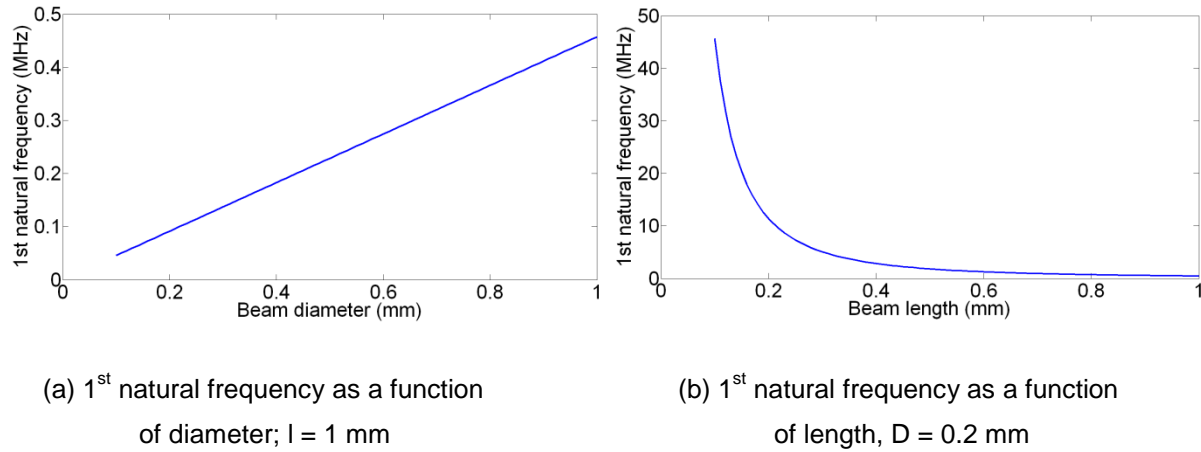 0.5
0.4
0.3
0.2
0.1
0
1st natural frequency (MHz)
0 0.2 0.4 0.6 0.8 1
Beam diameter (mm)
50
40
30
20
10
0
1st natural frequency (MHz)
0 0.2 0.4 0.6 0.8 1
Beam length (mm)
(a) 1st natural frequency as a function
of diameter; l = 1 mm
(b) 1st natural frequency as a function
of length, D = 0.2 mm